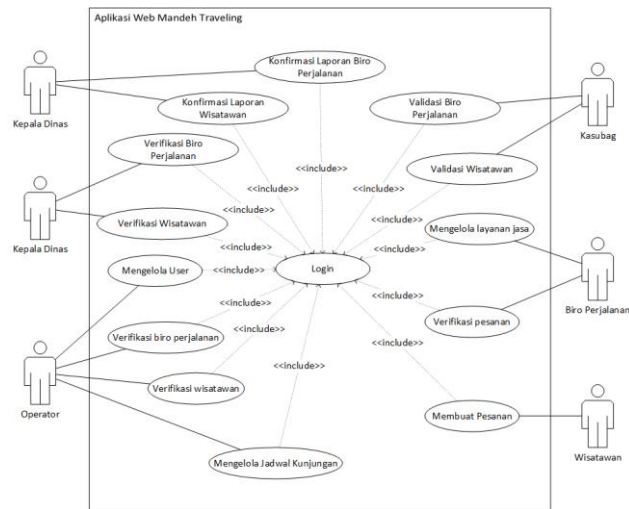 Aplikasi Web Mandeh Traveling
Konfirmasi Laporan Biro
Perjalanan
Kepala Dinas
Konfirmasi Laporan
Wisatawan
Validasi Biro
Perjalanan
Kasubag
Verifikasi Biro
Perjalanan
<<include>>
<<include>>
<<include>>
Validasi Wisatawan
<<include>>
Kepala Dinas
Verifikasi Wisatawan
<<include>>
<<include>>
Mengelola layanan jasa
<<include>>
<<include>>
Mengelola User
<<include>>
Login
Biro Perjalanan
<<include>>
<<include>>
Verifikasi pesanan
Verifikasi biro perjalanan
<<include>>
<<include>>
<<include>>
Operator
Verifikasi wisatawan
Membuat Pesanan
Wisatawan
Mengelola Jadwal Kunjungan